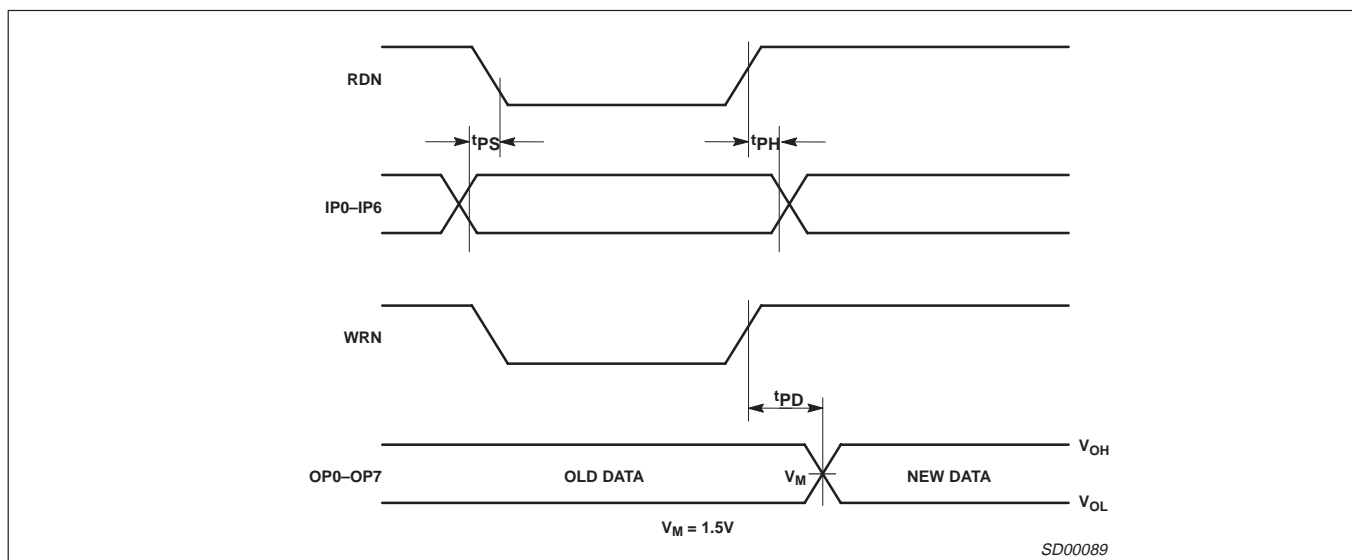 RDN
tPS
tPH
IP0–IP6
WRN
tPD
VOH
OP0–OP7 OLD DATA VM NEW DATA
VOL
VM = 1.5V
SD00089